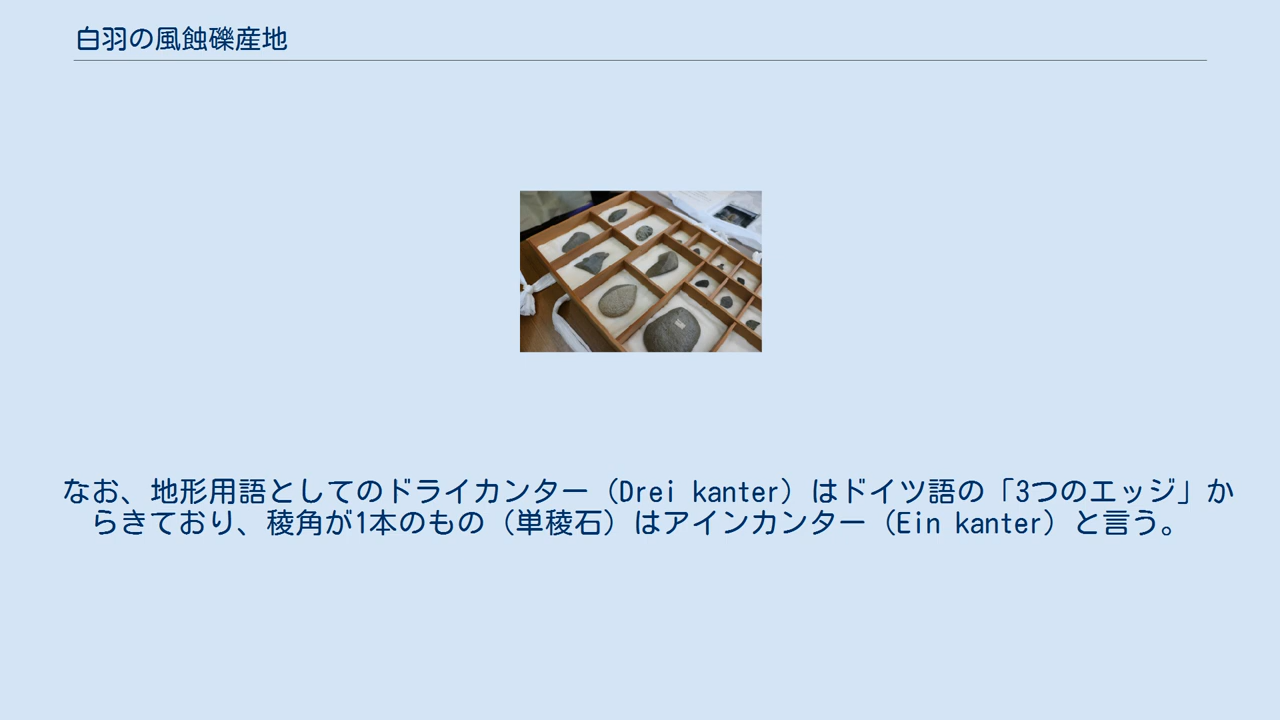 白羽の風蝕礫産地
なお、地形用語としてのドライカンター（Drei kanter）はドイツ語の「3つのエッジ」か
らきており、稜角が1本のもの（単稜石）はアインカンター（Ein kanter）と言う。